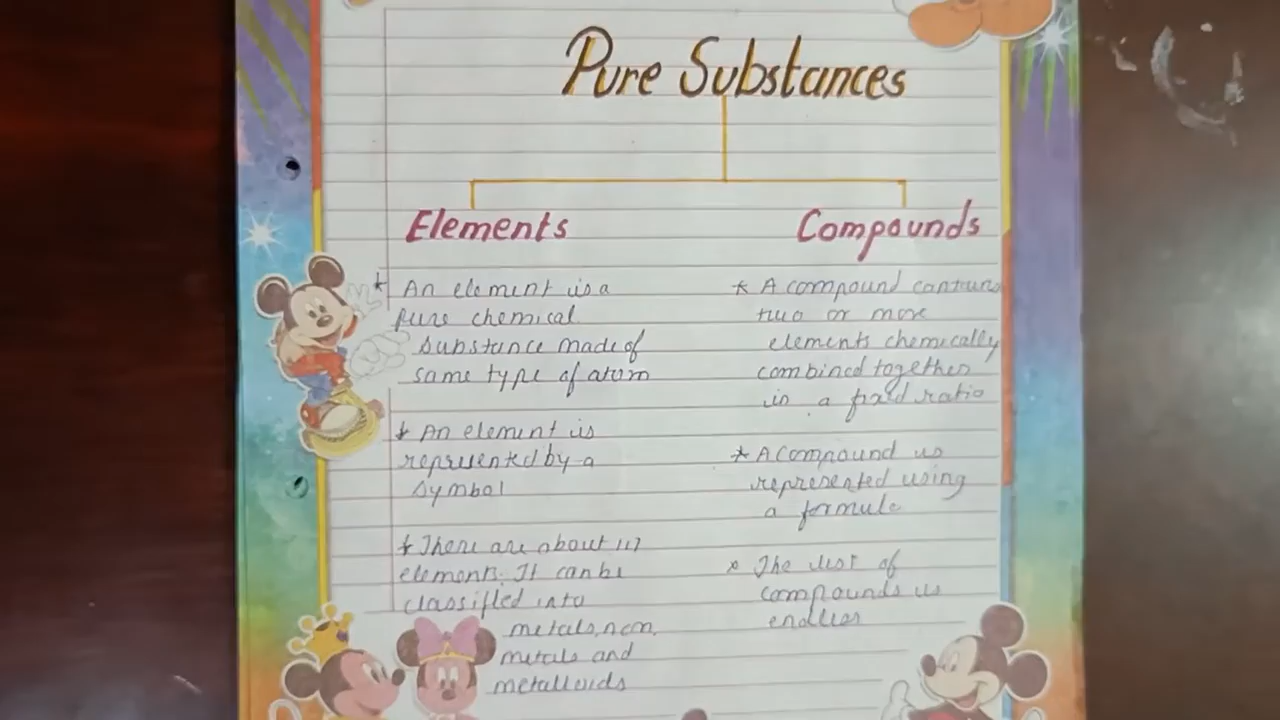 Pure Substances
Elements
* An element is a
pure chemical
substance made of
same type of atom
* An element is
represented by a
symbol
* There are about 117
elements. It can be
classified into
metals, non
metals and
metalloids
Compounds
* A compound contains
two or more
elements chemically
combined together
in a fixed ratio
* A compound is
represented using
a formula
* The list of
compounds is
endless